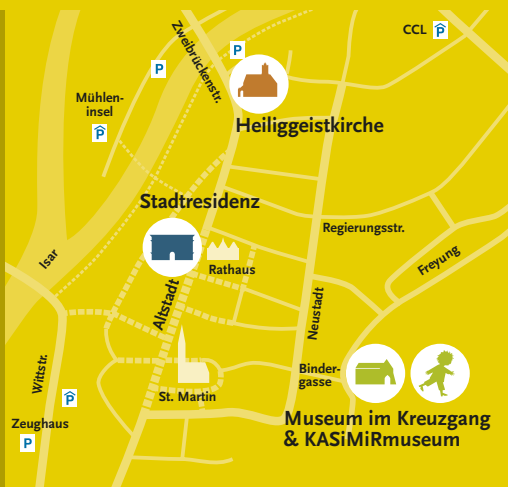 CCL P
Zweibrückenstr.
P
P
Mühlen-
insel
P
Heiliggeistkirche
Stadtresidenz
Regierungsstr.
Isar
Rathaus
Freyung
Altstadt
Neustadt
Wittstr.
Binder-
gasse
P
St. Martin
Zeughaus
P
Museum im Kreuzgang
& KASiMiRmuseum